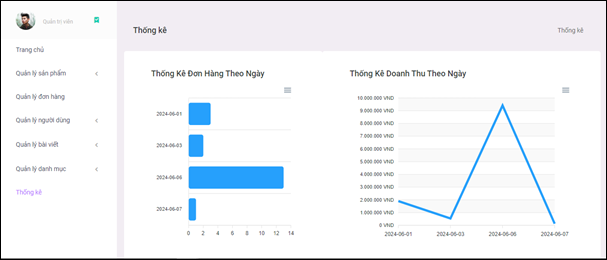 Quản trị viên
Trang chủ
Quản lý sản phẩm
Quản lý đơn hàng
Quản lý người dùng
Quản lý bài viết
Quản lý danh mục
Thống kê
Thống kê
Thống kê
Thống Kê Đơn Hàng Theo Ngày
2024-06-01
2024-06-03
2024-06-06
2024-06-07
0 2 4 6 8 10 12 14
Thống Kê Doanh Thu Theo Ngày
10.000.000 VND
9.000.000 VND
8.000.000 VND
7.000.000 VND
6.000.000 VND
5.000.000 VND
4.000.000 VND
3.000.000 VND
2.000.000 VND
1.000.000 VND
0 VND
2024-06-01 2024-06-03 2024-06-06 2024-06-07